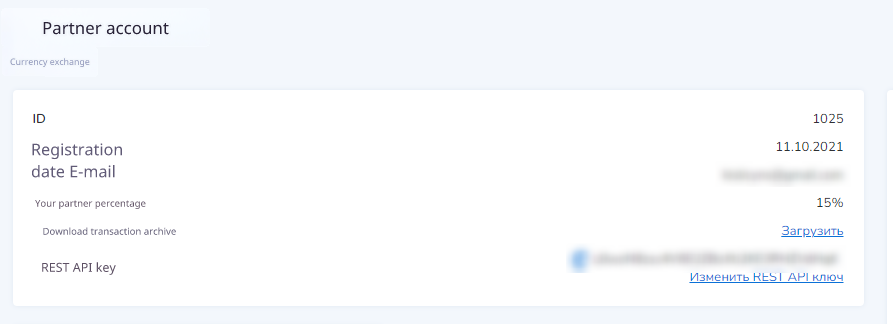 Partner account
Currency exchange
ID 1025
Registration 11.10.2021
date E-mail
Your partner percentage 15%
Download transaction archive Загрузить
REST API key
Изменить REST API ключ